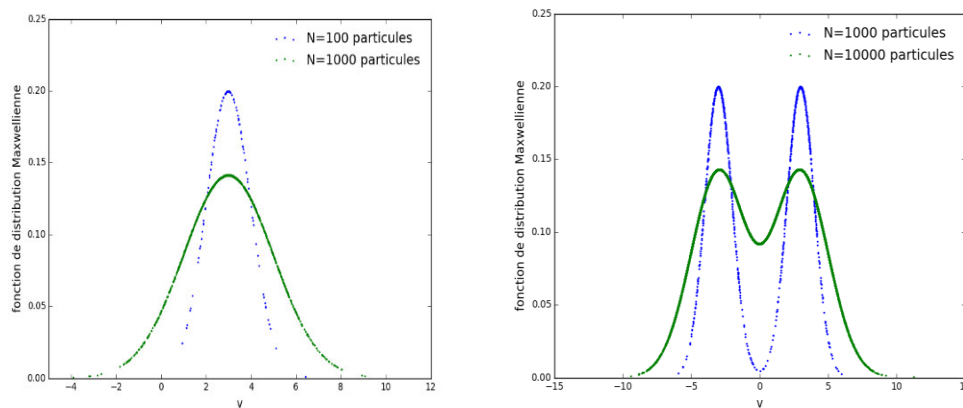 0.25
N=100 particules
N=1000 particules
0.20
0.15
0.10
0.05
0.00
fonction de distribution Maxwellienne
−4 −2 0 2 4 6 8 10 12
v
0.25
N=1000 particules
N=10000 particules
0.20
0.15
0.10
0.05
0.00
fonction de distribution Maxwellienne
−15 −10 −5 0 5 10 15
v